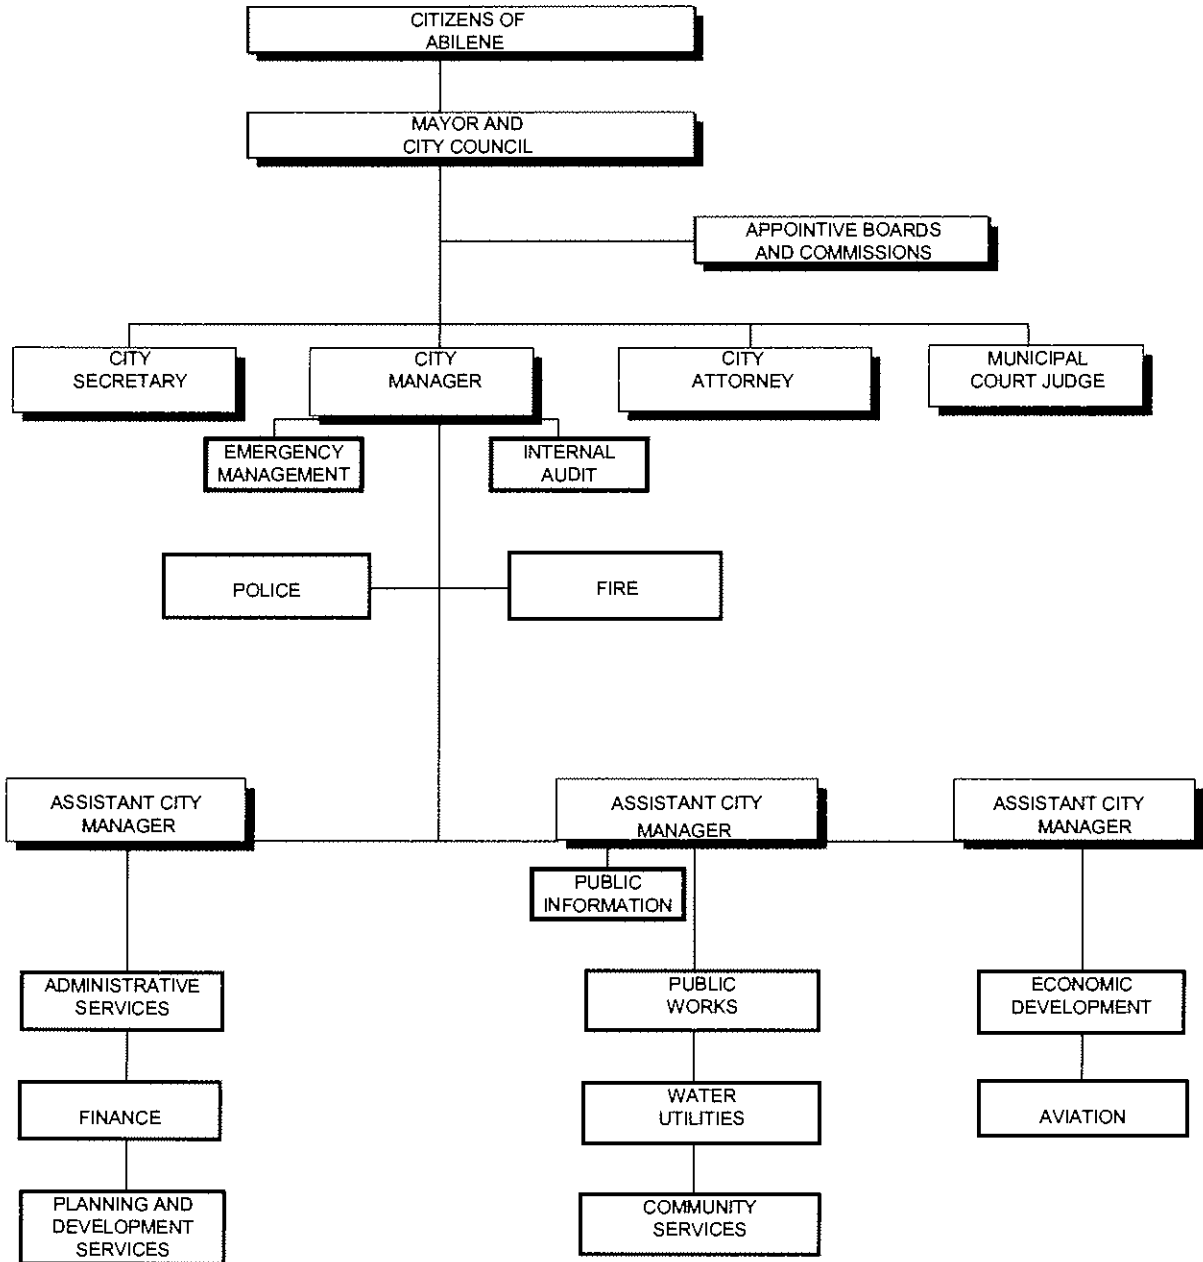 CITIZENS OF
ABILENE
MAYOR AND
CITY COUNCIL
APPOINTIVE BOARDS
AND COMMISSIONS
CITY
SECRETARY
CITY
MANAGER
CITY
ATTORNEY
MUNICIPAL
COURT JUDGE
EMERGENCY
MANAGEMENT
INTERNAL
AUDIT
POLICE
FIRE
ASSISTANT CITY
MANAGER
ASSISTANT CITY
MANAGER
ASSISTANT CITY
MANAGER
PUBLIC
INFORMATION
ADMINISTRATIVE
SERVICES
PUBLIC
WORKS
ECONOMIC
DEVELOPMENT
FINANCE
WATER
UTILITIES
AVIATION
PLANNING AND
DEVELOPMENT
SERVICES
COMMUNITY
SERVICES